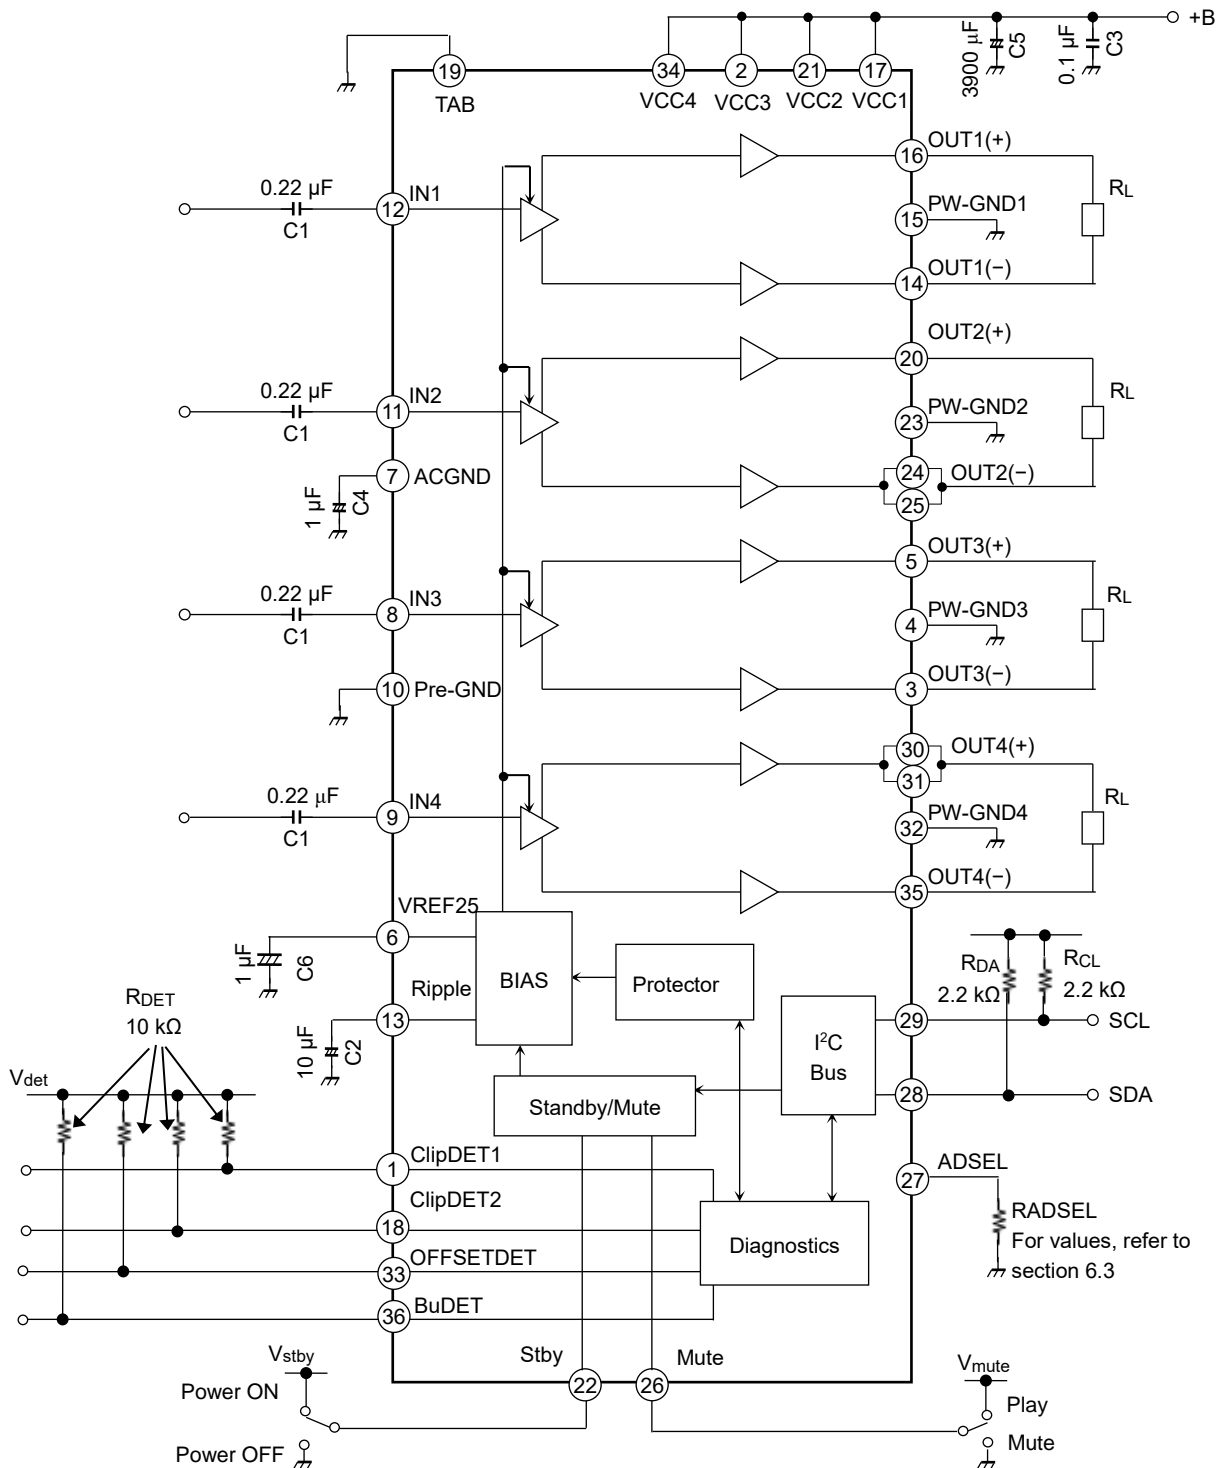 +B
3900 µF
C5
0.1 µF
C3
19
TAB
34
VCC4
2
VCC3
21
VCC2
17
VCC1
0.22 µF
C1
12
IN1
16
OUT1(+)
15
PW-GND1
14
OUT1(−)
RL
0.22 µF
C1
11
IN2
20
OUT2(+)
23
PW-GND2
24
25
OUT2(−)
RL
7
ACGND
1 µF
C4
0.22 µF
C1
8
IN3
5
OUT3(+)
4
PW-GND3
3
OUT3(−)
RL
10
Pre-GND
0.22 µF
C1
9
IN4
30
31
OUT4(+)
32
PW-GND4
35
OUT4(−)
RL
VREF25
6
1 µF
C6
Ripple
13
10 µF
C2
BIAS
Protector
I²C
Bus
Standby/Mute
Diagnostics
RDA
2.2 kΩ
RCL
2.2 kΩ
29
SCL
28
SDA
27
ADSEL
RADSEL
For values, refer to
section 6.3
RDET
10 kΩ
Vdet
1
ClipDET1
18
ClipDET2
33
OFFSETDET
36
BuDET
Stby
22
Mute
26
Vstby
Power ON
Power OFF
Vmute
Play
Mute